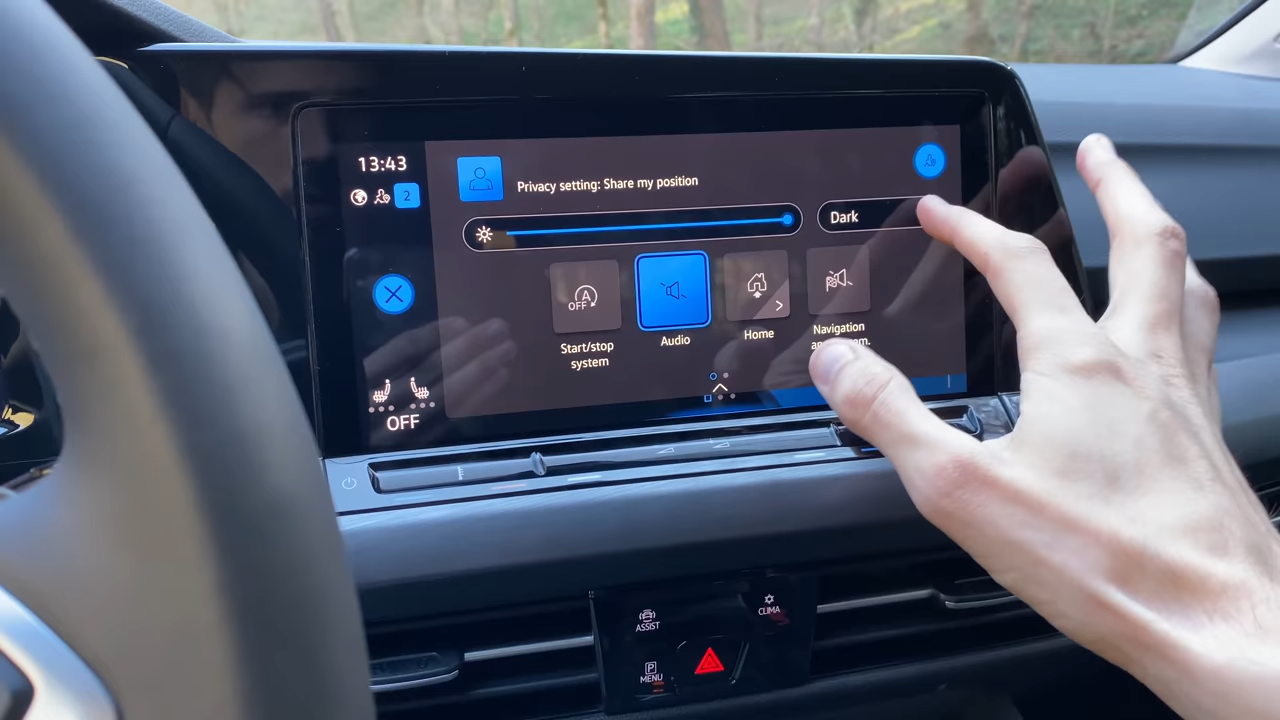 13:43
2
Privacy setting: Share my position
Dark
A
OFF
Start/stop
system
Audio
Home
Navigation
OFF
ASSIST
CLIMA
P
MENU